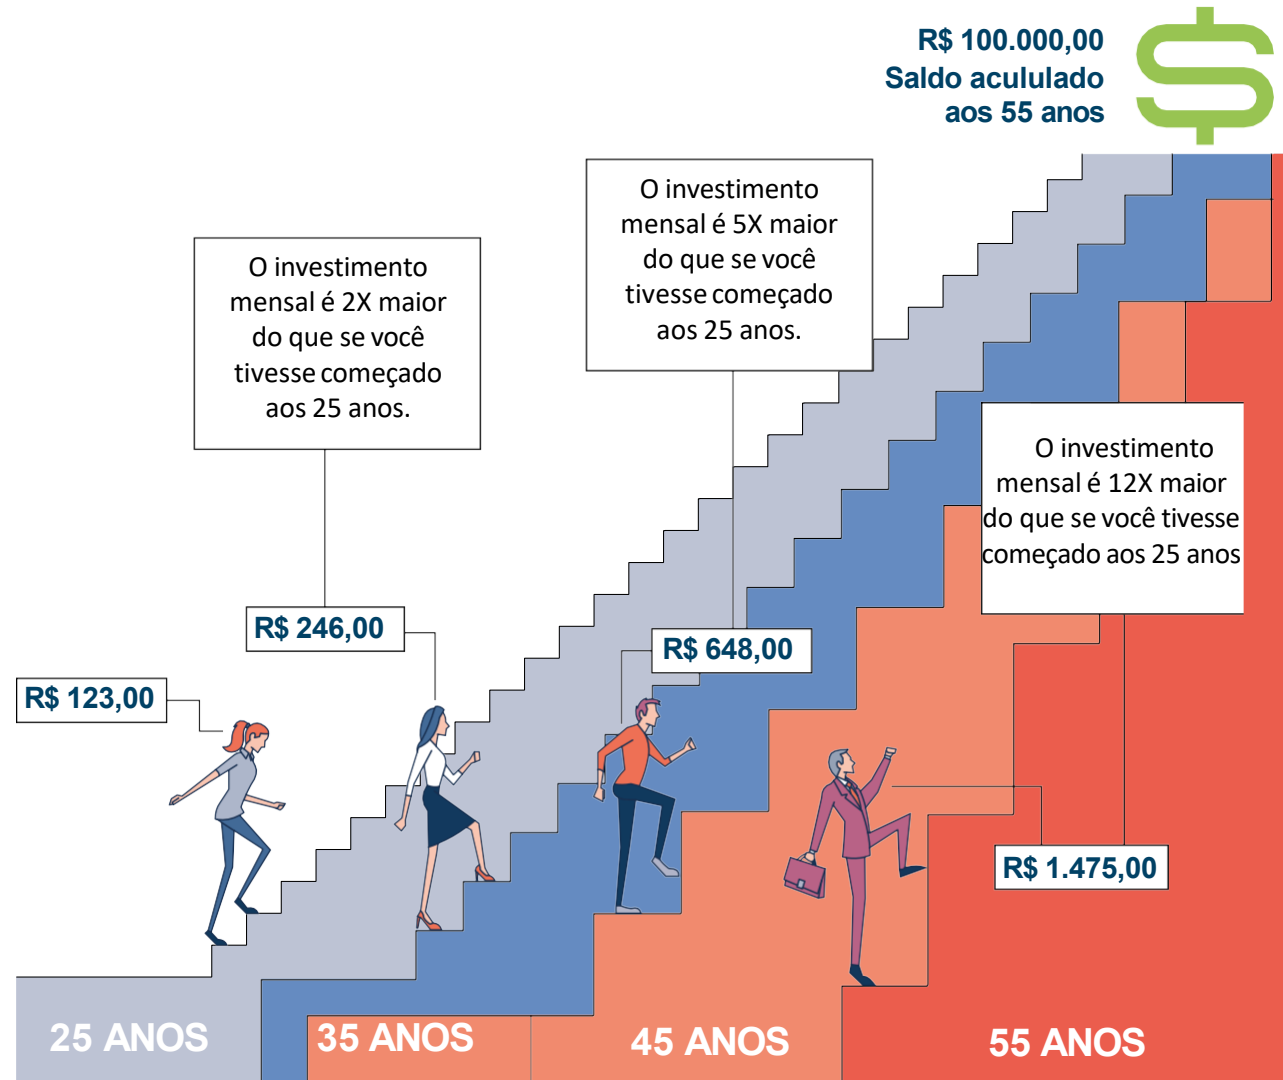 R$ 100.000,00
Saldo acululado
aos 55 anos
O investimento
mensal é 5X maior
do que se você
tivesse começado
aos 25 anos.
O investimento
mensal é 2X maior
do que se você
tivesse começado
aos 25 anos.
O investimento
mensal é 12X maior
do que se você tivesse
começado aos 25 anos
R$ 246,00
R$ 648,00
R$ 123,00
R$ 1.475,00
25 ANOS
35 ANOS
45 ANOS
55 ANOS